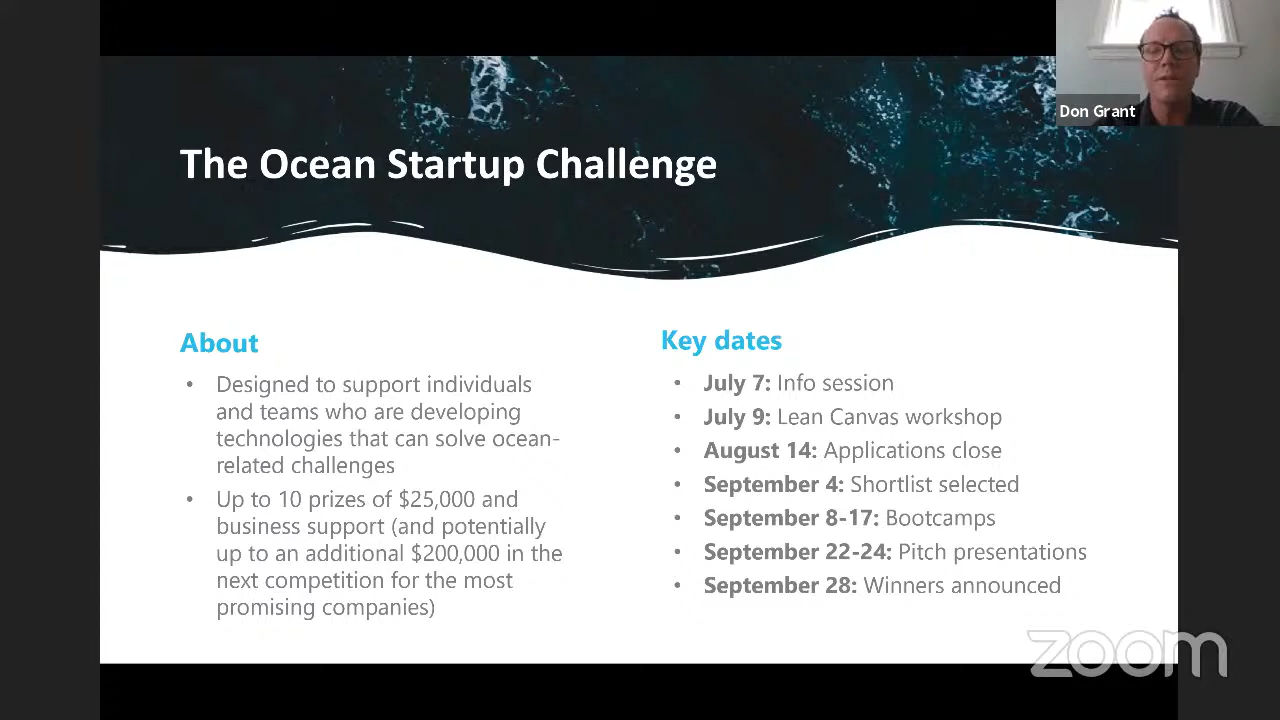 Don Grant
The Ocean Startup Challenge
About
• Designed to support individuals
and teams who are developing
technologies that can solve ocean-
related challenges
• Up to 10 prizes of $25,000 and
business support (and potentially
up to an additional $200,000 in the
next competition for the most
promising companies)
Key dates
• July 7: Info session
• July 9: Lean Canvas workshop
• August 14: Applications close
• September 4: Shortlist selected
• September 8-17: Bootcamps
• September 22-24: Pitch presentations
• September 28: Winners announced
zoom